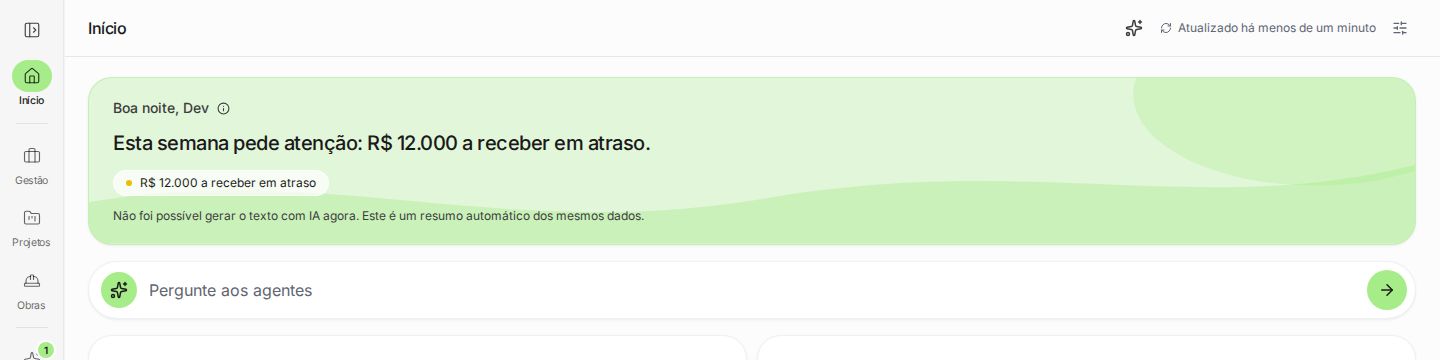 Início
Atualizado há menos de um minuto
Início
Gestão
Projetos
Obras
1
Boa noite, Dev
Esta semana pede atenção: R$ 12.000 a receber em atraso.
R$ 12.000 a receber em atraso
Não foi possível gerar o texto com IA agora. Este é um resumo automático dos mesmos dados.
Pergunte aos agentes